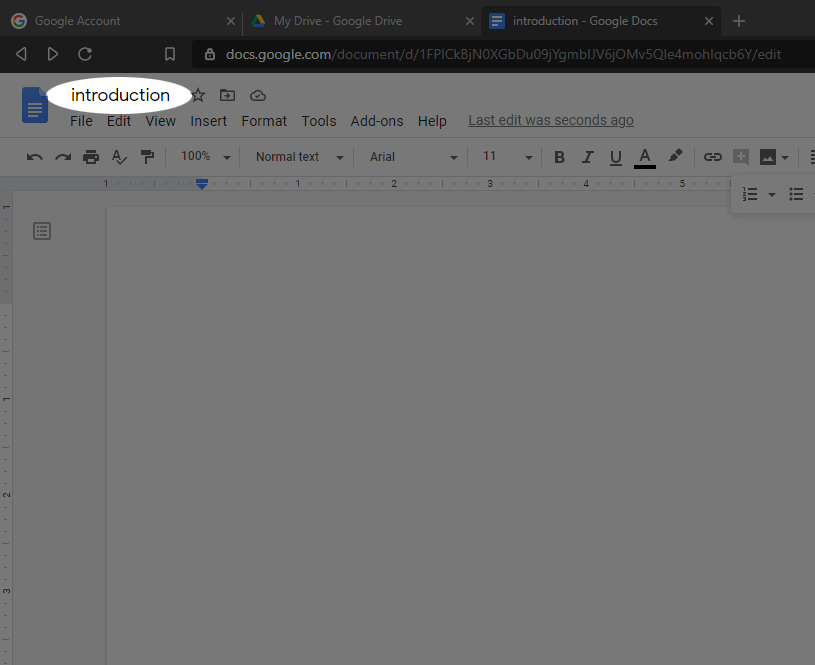 Google Account
My Drive - Google Drive
introduction - Google Docs
docs.google.com/document/d/1FPICkBjN0XGbDu09jYgmbIJV6jOMv5Qle4mohIqcb6Y/edit
introduction
File Edit View Insert Format Tools Add-ons Help Last edit was seconds ago
100% Normal text Arial 11 B I U A
1 1 2 3 4 5
1
1
2
3